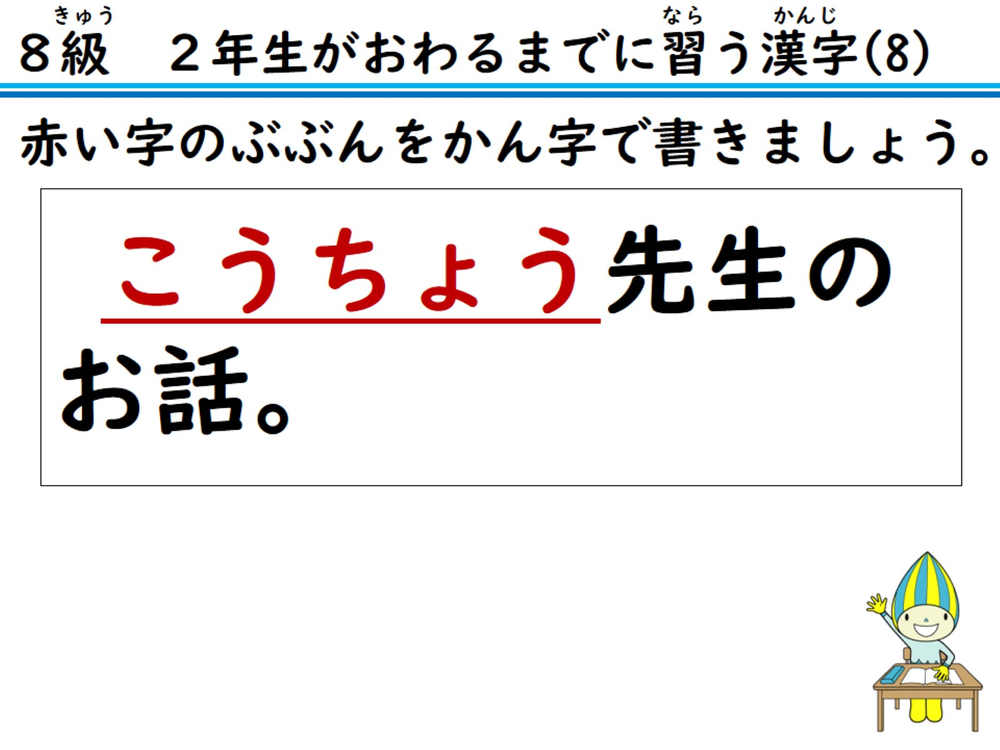 きゅう なら かんじ
８級　２年生がおわるまでに習う漢字(8)
赤い字のぶぶんをかん字で書きましょう。
こうちょう先生の
お話。